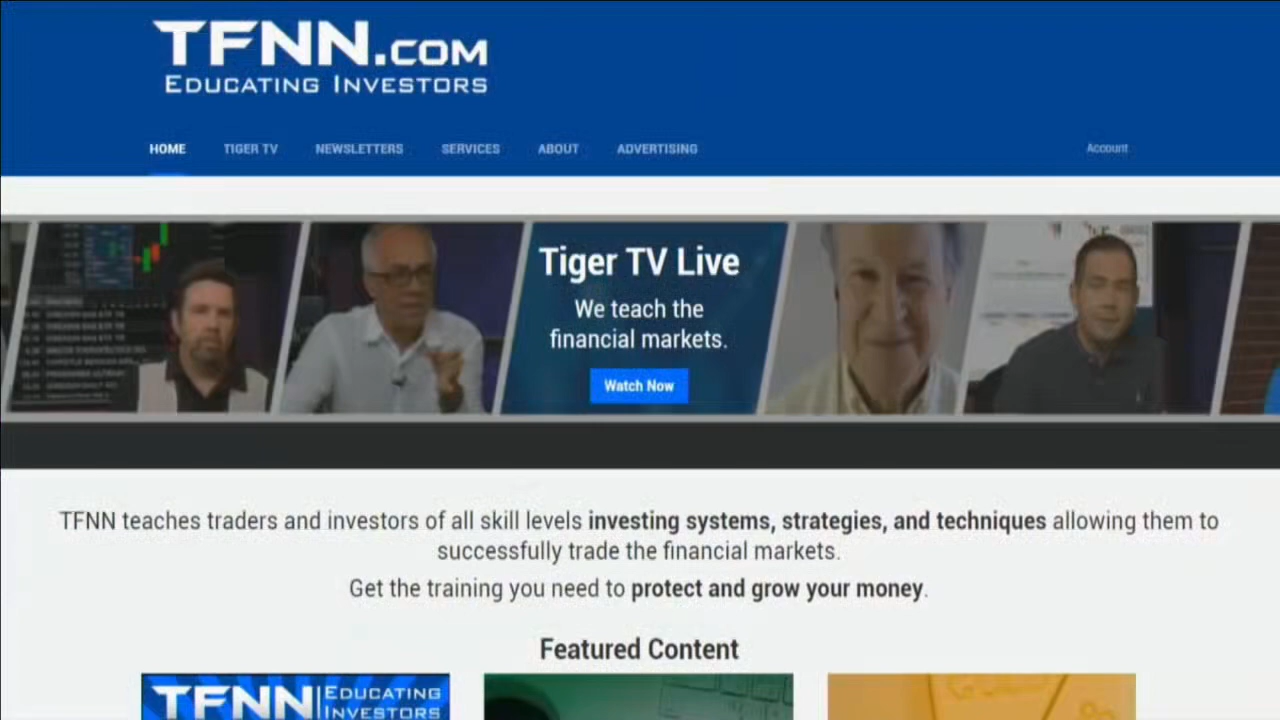 TFNN.COM
EDUCATING INVESTORS
HOME
TIGER TV
NEWSLETTERS
SERVICES
ABOUT
ADVERTISING
Account
Tiger TV Live
We teach the
financial markets.
Watch Now
TFNN teaches traders and investors of all skill levels investing systems, strategies, and techniques allowing them to
successfully trade the financial markets.
Get the training you need to protect and grow your money.
Featured Content
TFNN EDUCATING
INVESTORS